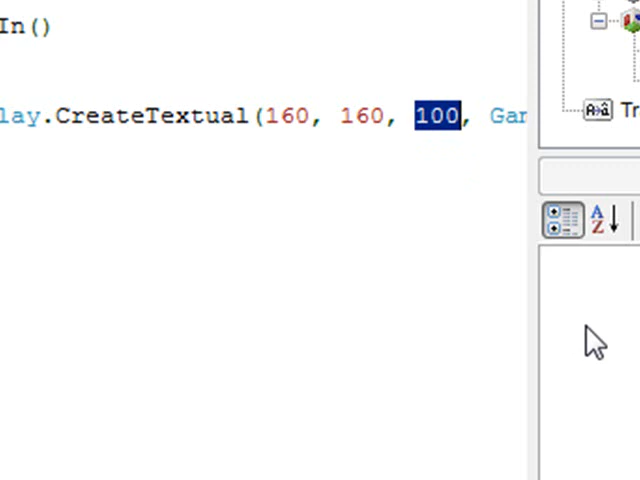 In()
lay.CreateTextual(160, 160, 100, Gar
A→á Tr
A
Z